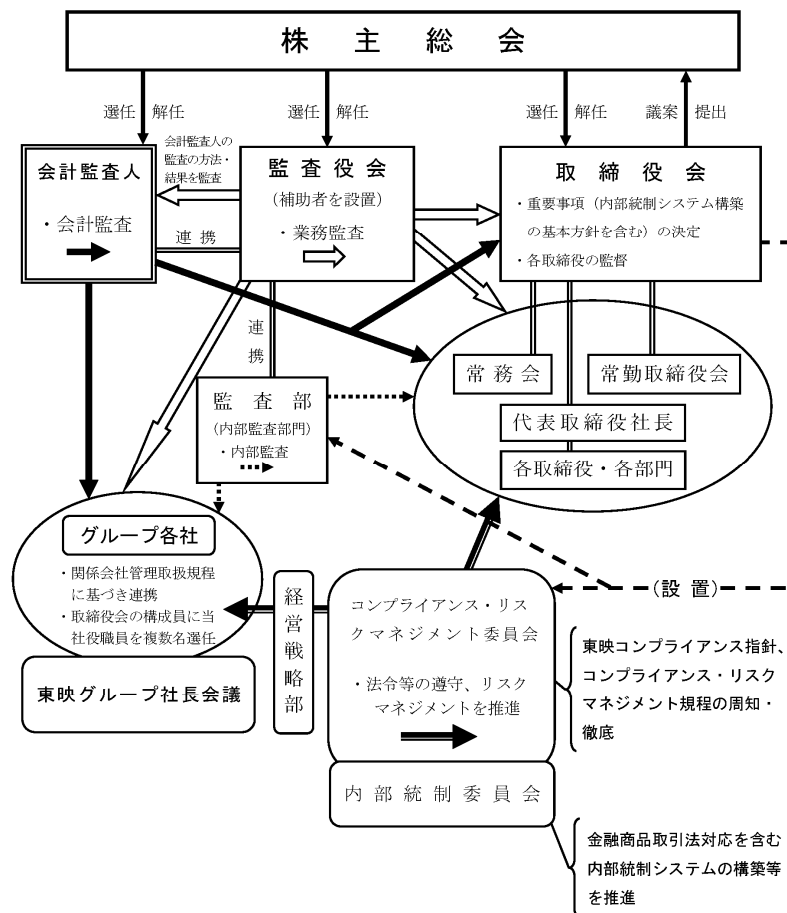 株主総会
選任 解任
選任 解任
選任 解任
議案 提出
会計監査人
・会計監査
会計監査人の
監査の方法・
結果を監査
連携
監査役会
(補助者を設置)
・業務監査
取締役会
・重要事項（内部統制システム構築
の基本方針を含む）の決定
・各取締役の監督
連携
監査部
(内部監査部門)
・内部監査
常務会
常勤取締役会
代表取締役社長
各取締役・各部門
グループ各社
・関係会社管理取扱規程
に基づき連携
・取締役会の構成員に当
社役職員を複数名選任
東映グループ社長会議
経営戦略部
(設置)
コンプライアンス・リス
クマネジメント委員会
・法令等の遵守、リスク
マネジメントを推進
内部統制委員会
東映コンプライアンス指針、
コンプライアンス・リスク
マネジメント規程の周知・
徹底
金融商品取引法対応を含む
内部統制システムの構築等
を推進